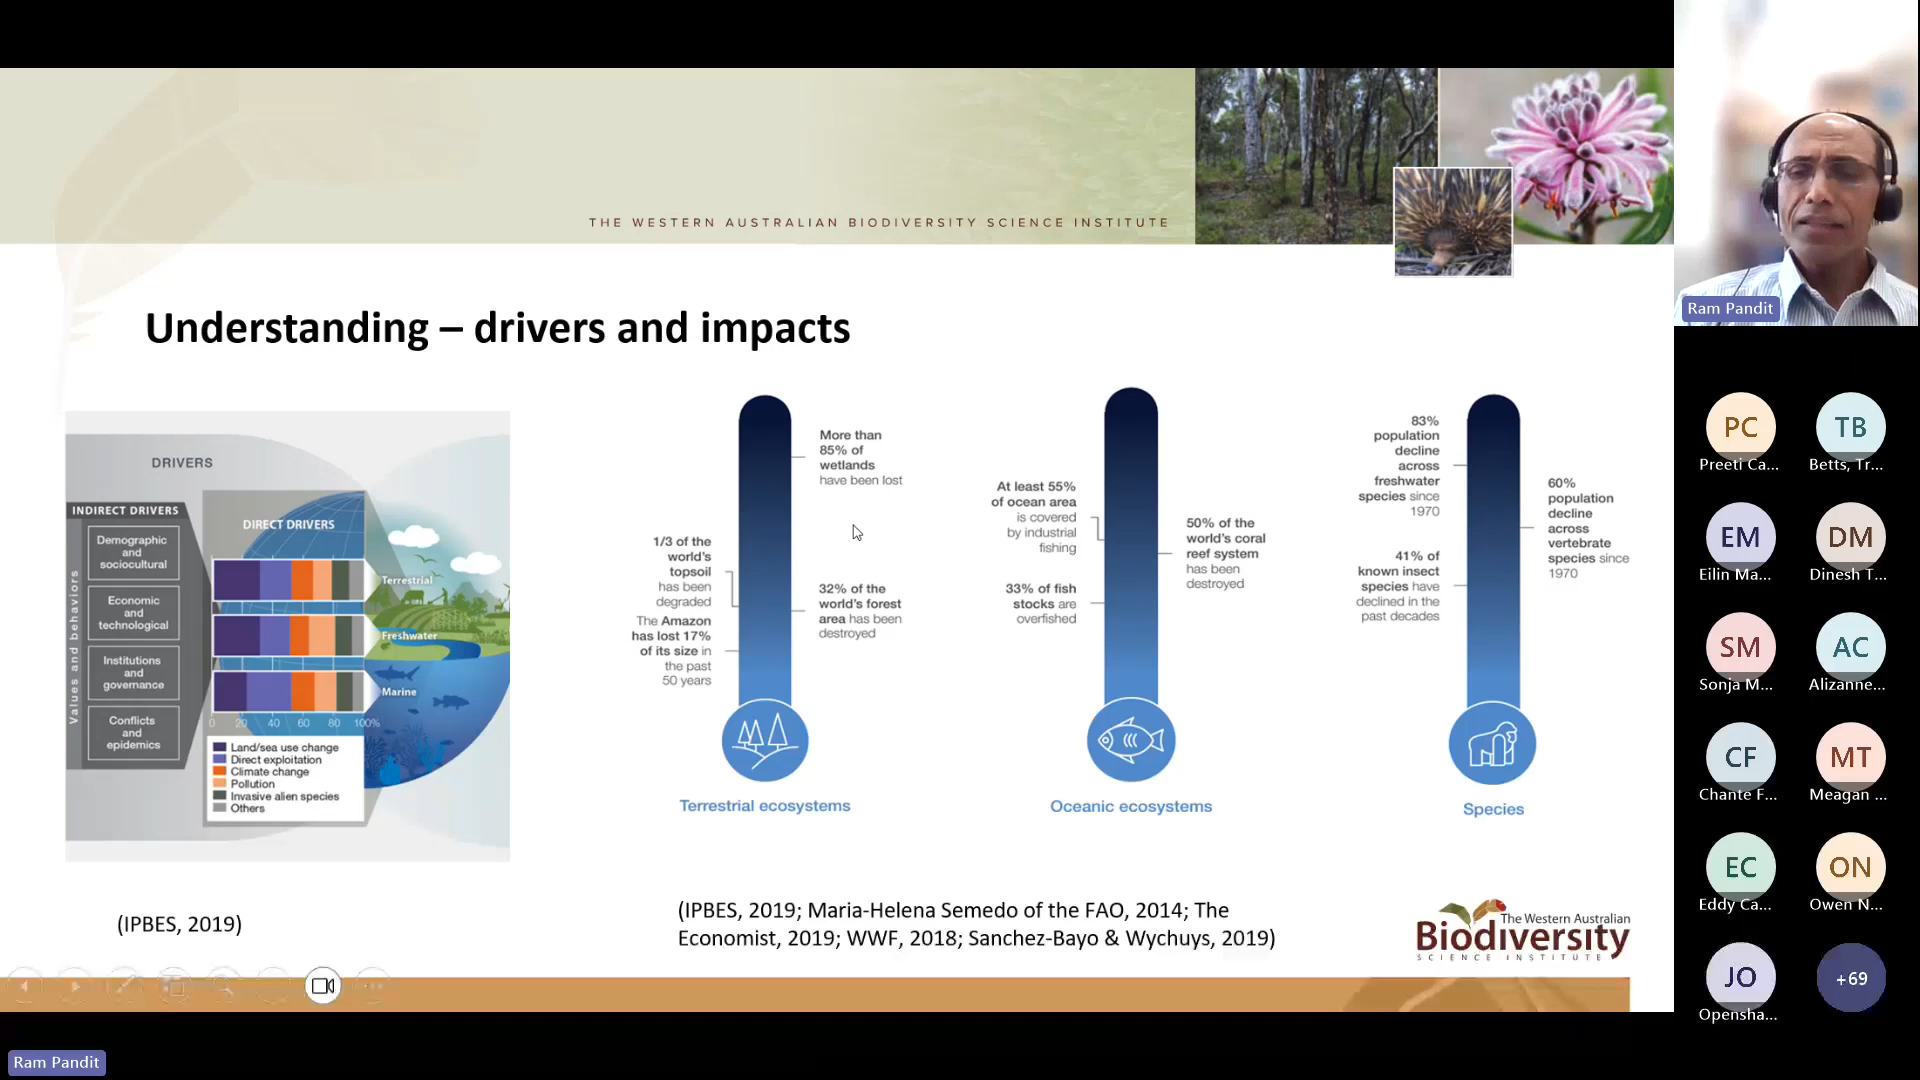 THE WESTERN AUSTRALIAN BIODIVERSITY SCIENCE INSTITUTE
Understanding – drivers and impacts
DRIVERS
INDIRECT DRIVERS
Values and behaviors
Demographic
and
sociocultural
Economic
and
technological
Institutions
and
governance
Conflicts
and
epidemics
DIRECT DRIVERS
Terrestrial
Freshwater
Marine
0 20 40 60 80 100%
Land/sea use change
Direct exploitation
Climate change
Pollution
Invasive alien species
Others
(IPBES, 2019)
More than
85% of
wetlands
have been lost
1/3 of the
world's
topsoil
has been
degraded
32% of the
world's forest
area has been
destroyed
The Amazon
has lost 17%
of its size in
the past
50 years
Terrestrial ecosystems
At least 55%
of ocean area
is covered
by industrial
fishing
50% of the
world's coral
reef system
has been
destroyed
33% of fish
stocks are
overfished
Oceanic ecosystems
83%
population
decline
across
freshwater
species since
1970
60%
population
decline
across
vertebrate
species since
1970
41% of
known insect
species have
declined in the
past decades
Species
(IPBES, 2019; Maria-Helena Semedo of the FAO, 2014; The
Economist, 2019; WWF, 2018; Sanchez-Bayo & Wychuys, 2019)
The Western Australian
Biodiversity
SCIENCE INSTITUTE
Ram Pandit
Ram Pandit
PC
Preeti Ca...
TB
Betts, Tr...
EM
Eilin Ma...
DM
Dinesh T...
SM
Sonja M...
AC
Alizanne...
CF
Chante F...
MT
Meagan ...
EC
Eddy Ca...
ON
Owen N...
JO
Opensha...
+69